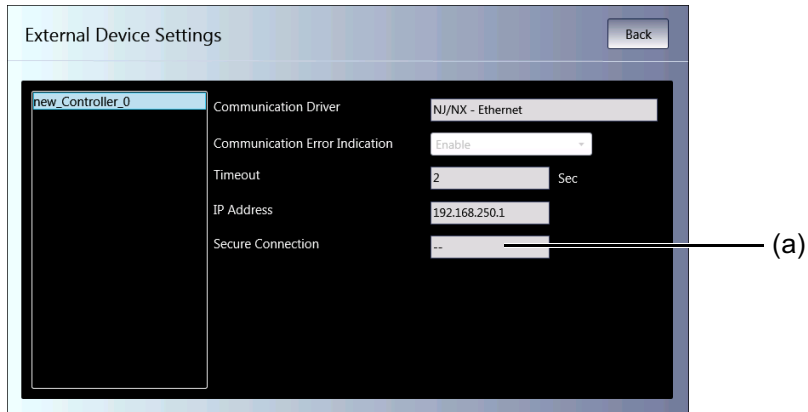 External Device Settings
Back
new_Controller_0
Communication Driver
NJ/NX - Ethernet
Communication Error Indication
Enable
Timeout
2
Sec
IP Address
192.168.250.1
Secure Connection
--
(a)